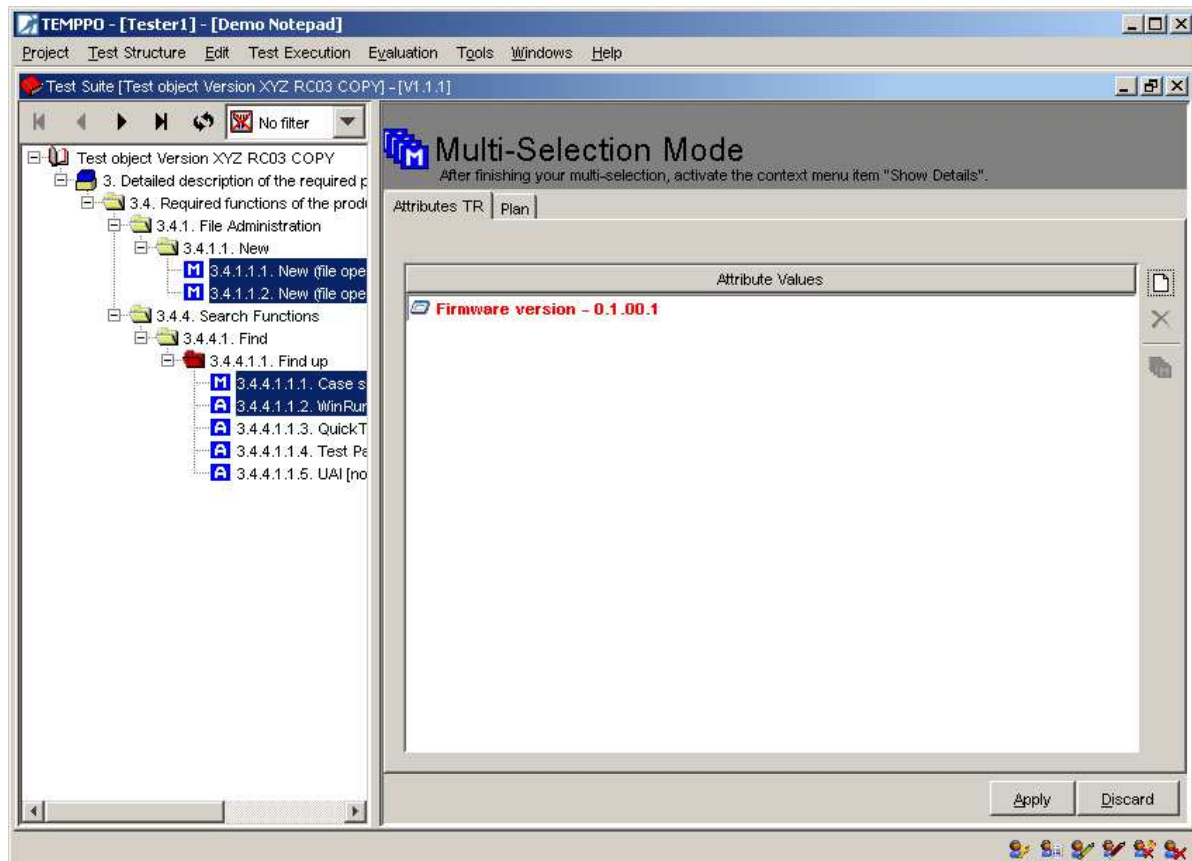 TEMPPO - [Tester1] - [Demo Notepad]
Project Test Structure Edit Test Execution Evaluation Tools Windows Help
Test Suite [Test object Version XYZ RC03 COPY] - [V1.1.1]
No filter
Test object Version XYZ RC03 COPY
3. Detailed description of the required p
3.4. Required functions of the produ
3.4.1. File Administration
3.4.1.1. New
M 3.4.1.1.1. New (file ope
M 3.4.1.1.2. New (file ope
3.4.4. Search Functions
3.4.4.1. Find
3.4.4.1.1. Find up
M 3.4.4.1.1.1. Case s
A 3.4.4.1.1.2. WinRun
A 3.4.4.1.1.3. QuickT
A 3.4.4.1.1.4. Test Pa
A 3.4.4.1.1.5. UAI [no
M Multi-Selection Mode
After finishing your multi-selection, activate the context menu item "Show Details".
Attributes TR Plan
Attribute Values
Firmware version - 0.1.00.1
Apply Discard